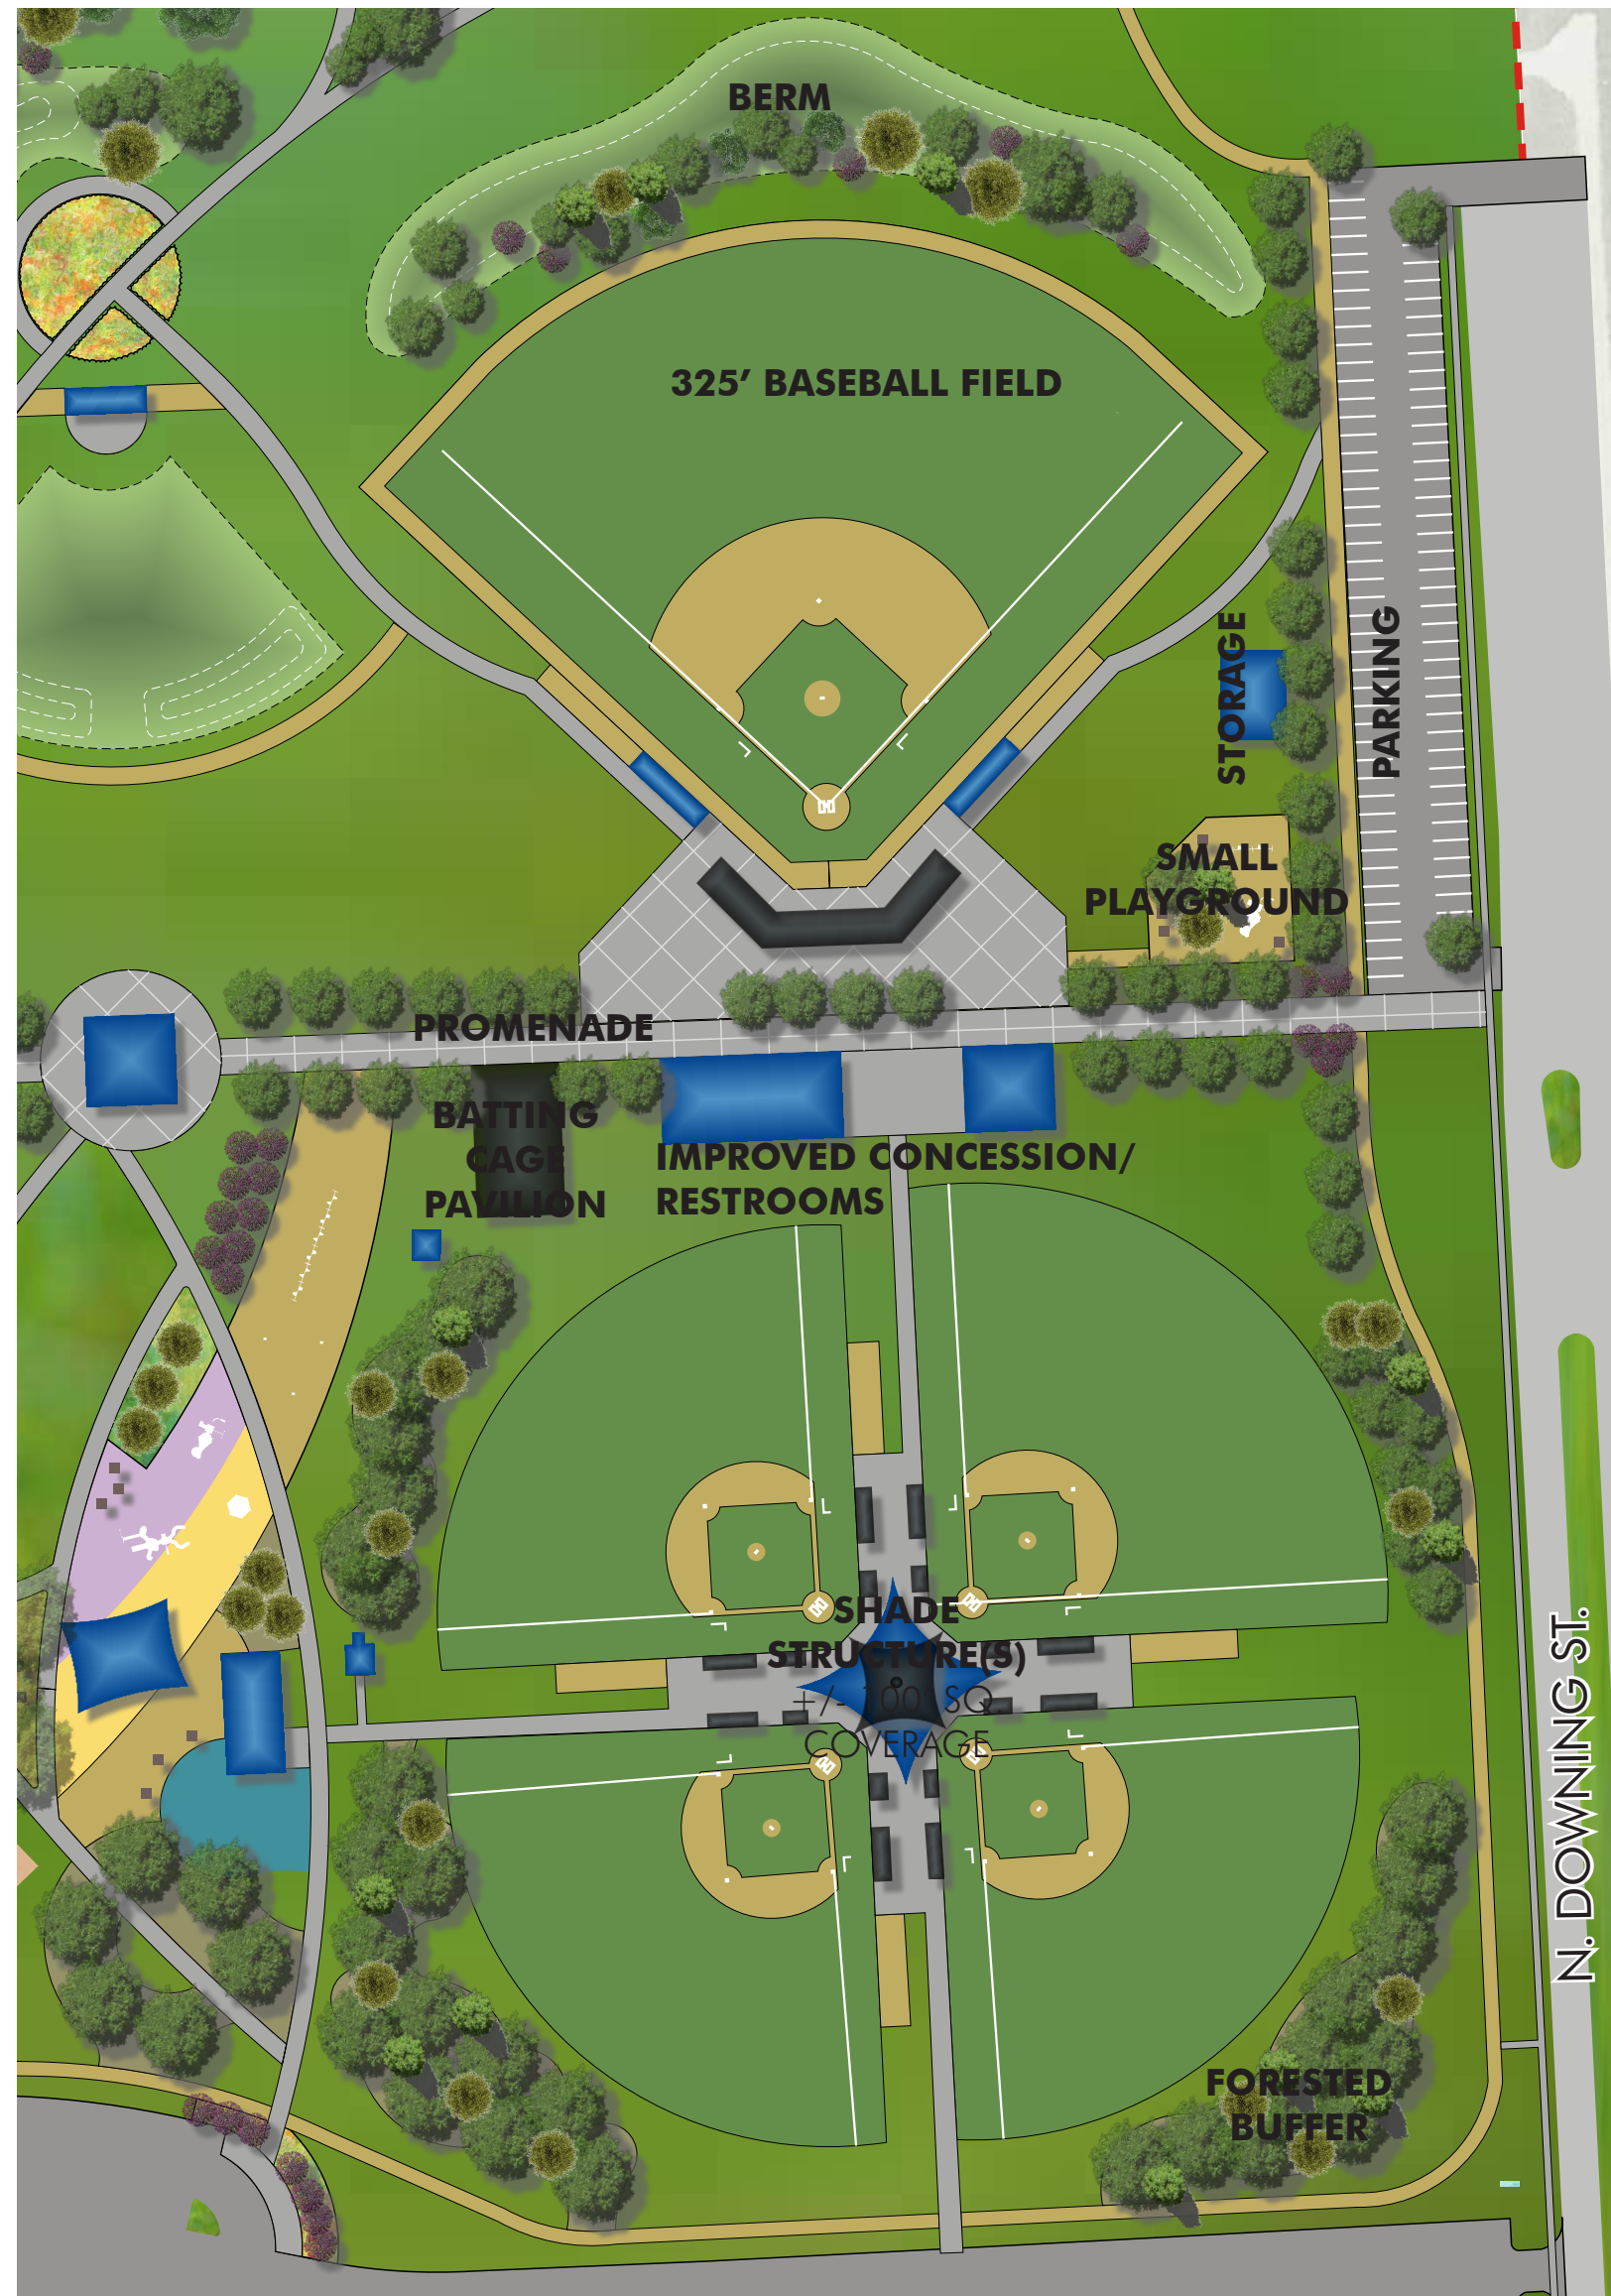 BERM
325’ BASEBALL FIELD
STORAGE
PARKING
SMALL
PLAYGROUND
PROMENADE
BATTING
CAGE
PAVILION
IMPROVED CONCESSION/
RESTROOMS
SHADE
STRUCTURE(S)
+/- 100' SQ.
COVERAGE
N. DOWNING ST.
FORESTED
BUFFER